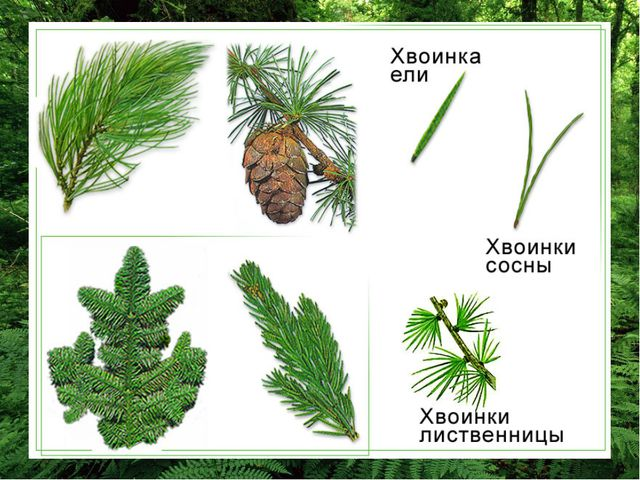 Хвоинка
ели
Хвоинки
сосны
Хвоинки
лиственницы